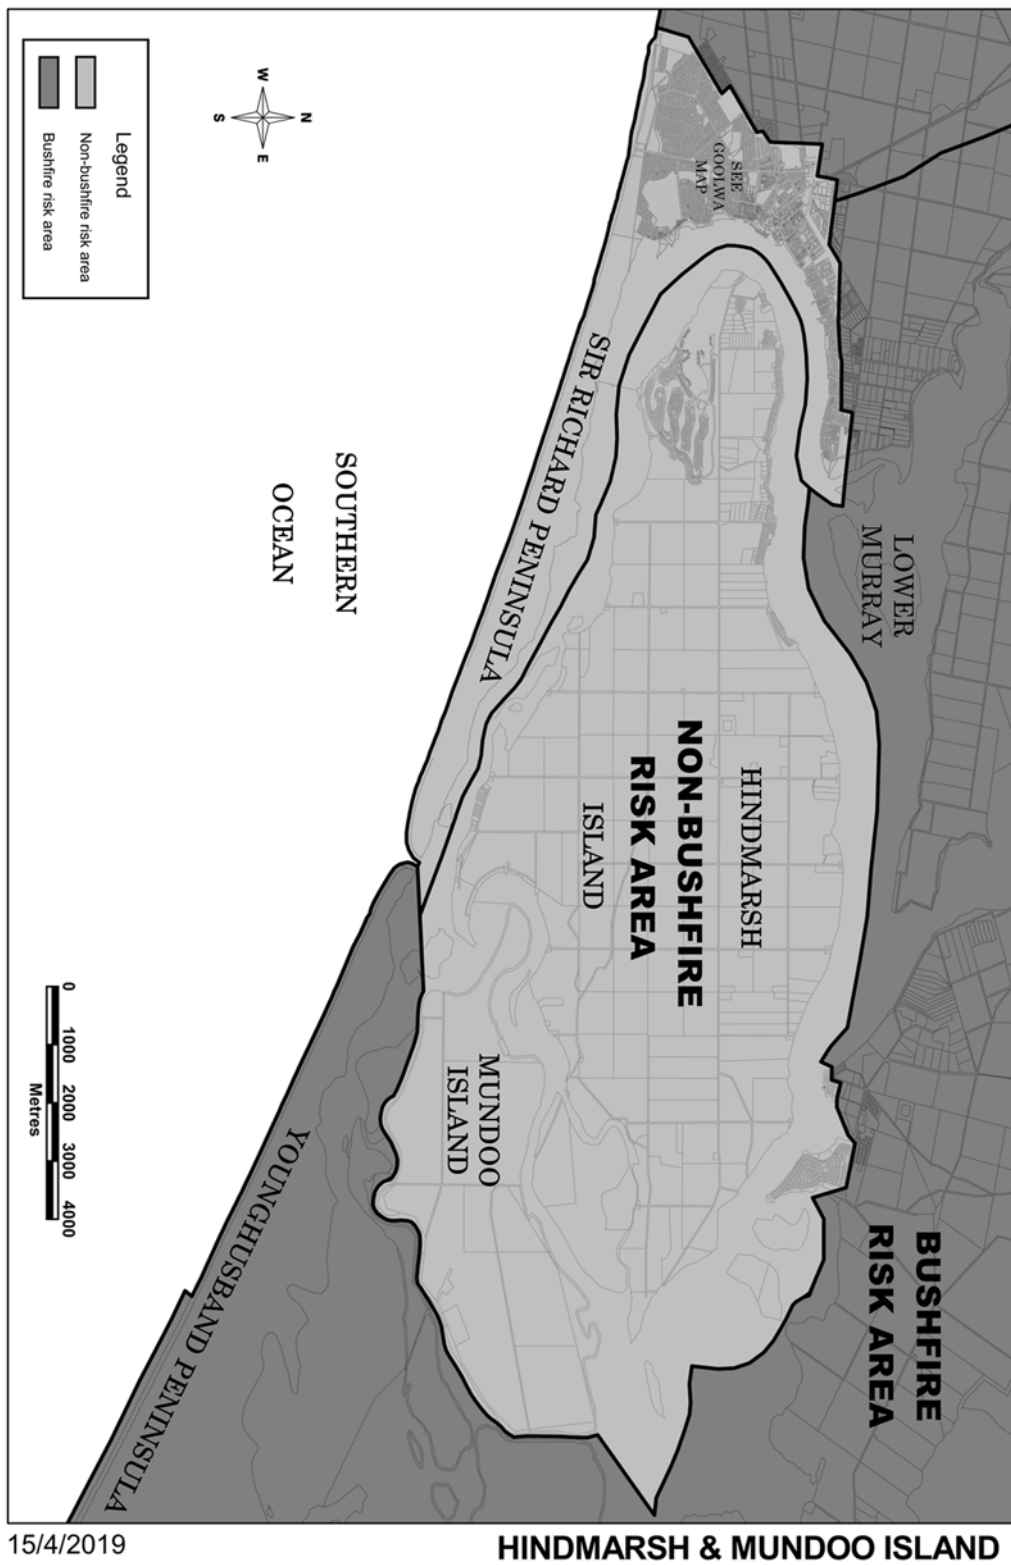 Legend
Non-bushfire risk area
Bushfire risk area
W
N
S
E
SEE
GOOLWA
MAP
SIR RICHARD PENINSULA
SOUTHERN
OCEAN
LOWER
MURRAY
HINDMARSH
NON-BUSHFIRE
RISK AREA
ISLAND
MUNDOO
ISLAND
BUSHFIRE
RISK AREA
YOUNGHUSBAND PENINSULA
0 1000 2000 3000 4000
Metres
15/4/2019
HINDMARSH & MUNDOO ISLAND